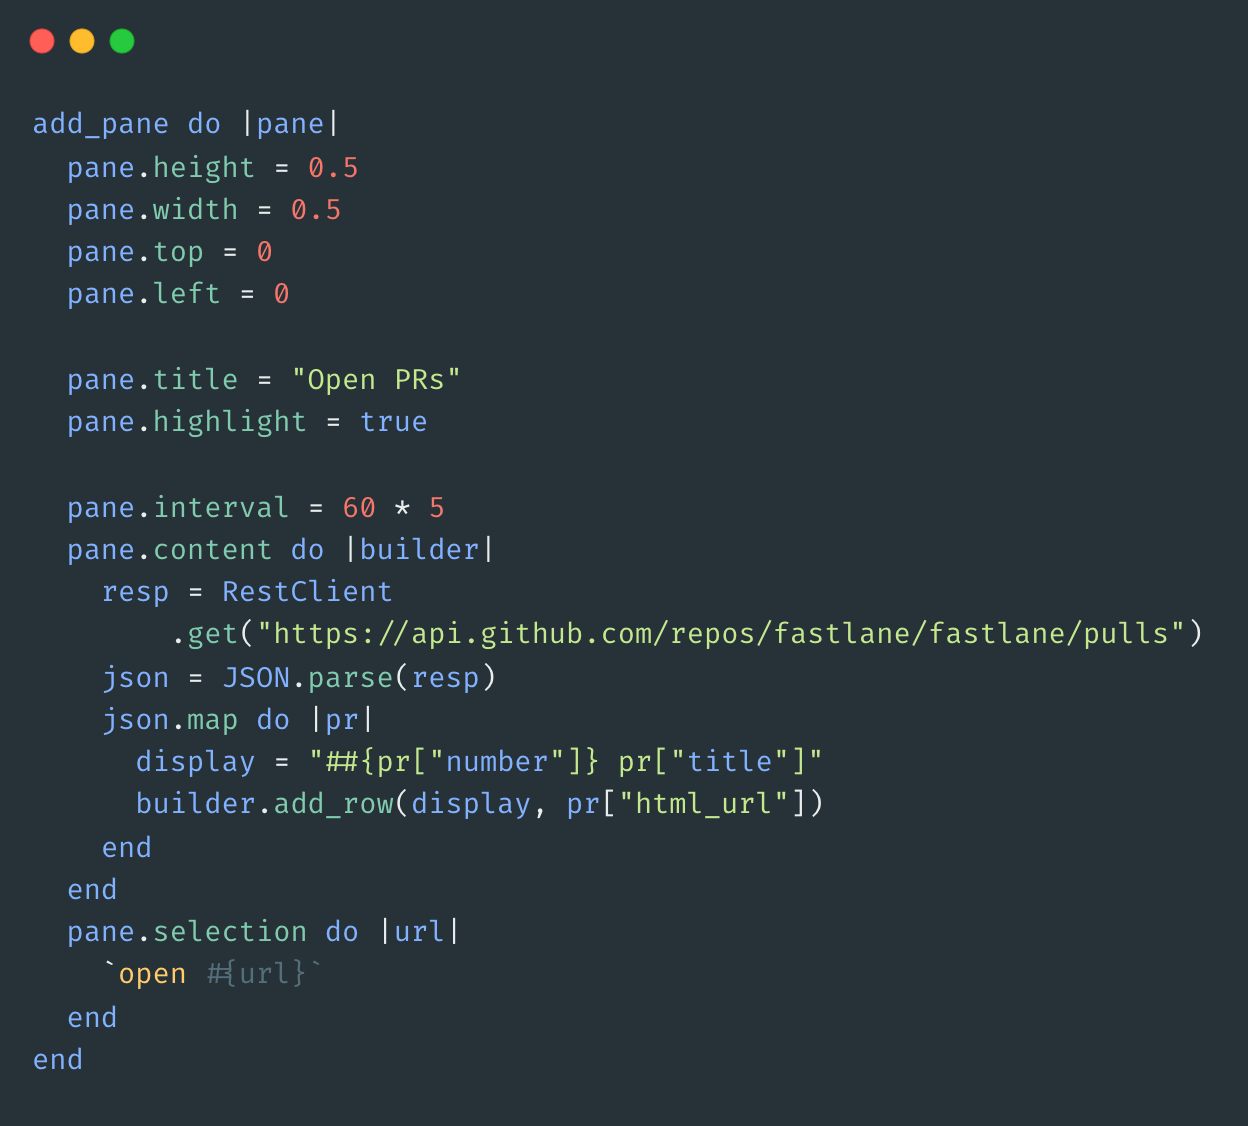 add_pane do |pane|
  pane.height = 0.5
  pane.width = 0.5
  pane.top = 0
  pane.left = 0

  pane.title = "Open PRs"
  pane.highlight = true

  pane.interval = 60 * 5
  pane.content do |builder|
    resp = RestClient
        .get("https://api.github.com/repos/fastlane/fastlane/pulls")
    json = JSON.parse(resp)
    json.map do |pr|
      display = "##{pr["number"]} pr["title"]"
      builder.add_row(display, pr["html_url"])
    end
  end
  pane.selection do |url|
    `open #{url}`
  end
end